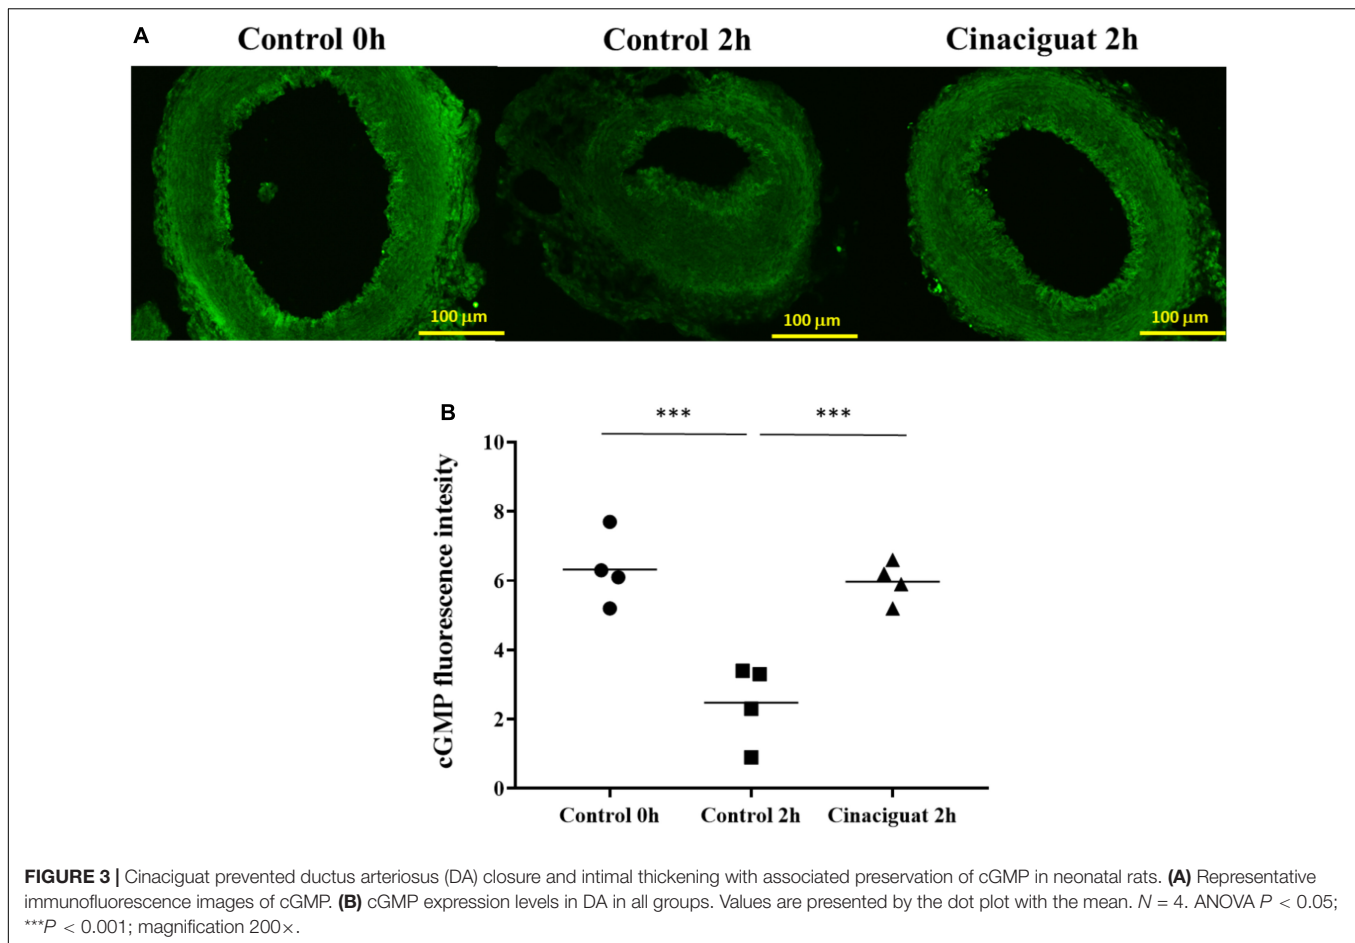 A
Control 0h Control 2h Cinaciguat 2h
100 µm 100 µm 100 µm
B
*** ***
cGMP fluorescence intesity
10
8
6
4
2
0
Control 0h Control 2h Cinaciguat 2h
FIGURE 3 | Cinaciguat prevented ductus arteriosus (DA) closure and intimal thickening with associated preservation of cGMP in neonatal rats. (A) Representative
immunofluorescence images of cGMP. (B) cGMP expression levels in DA in all groups. Values are presented by the dot plot with the mean. N = 4. ANOVA P < 0.05;
***P < 0.001; magnification 200×.